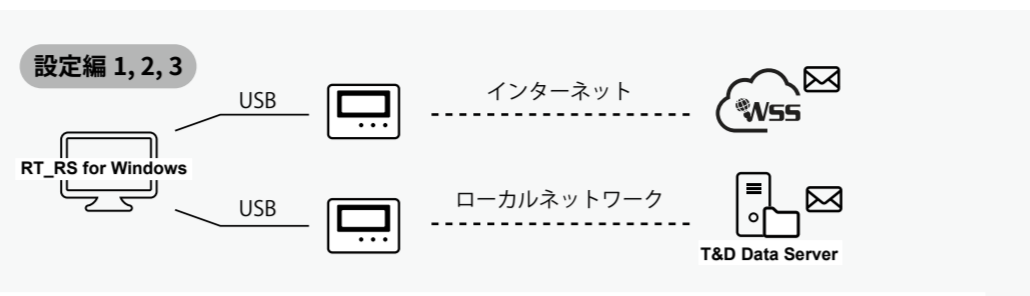 設定編 1, 2, 3
USB
インターネット
WSS
RT_RS for Windows
USB
ローカルネットワーク
T&D Data Server